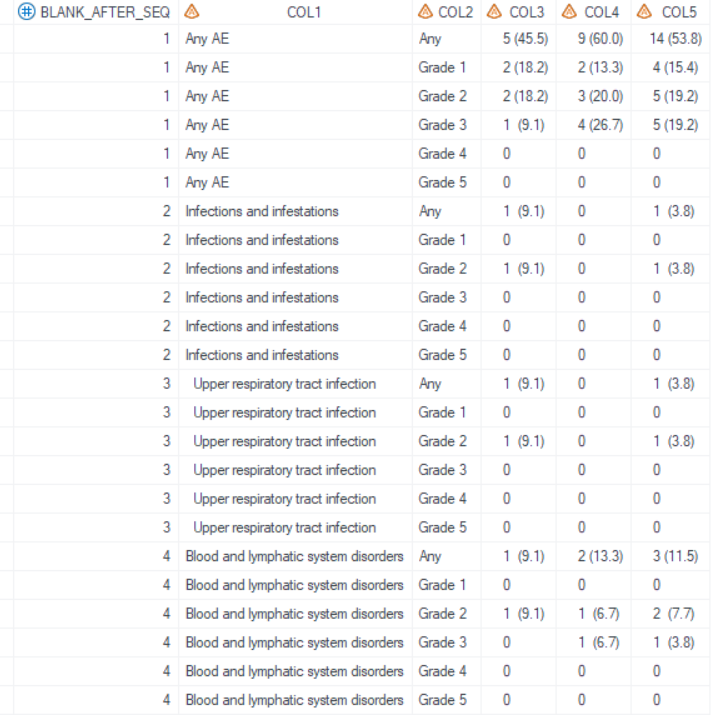 BLANK_AFTER_SEQ COL1 COL2 COL3 COL4 COL5
1 Any AE Any 5 (45.5) 9 (60.0) 14 (53.8)
1 Any AE Grade 1 2 (18.2) 2 (13.3) 4 (15.4)
1 Any AE Grade 2 2 (18.2) 3 (20.0) 5 (19.2)
1 Any AE Grade 3 1 (9.1) 4 (26.7) 5 (19.2)
1 Any AE Grade 4 0 0 0
1 Any AE Grade 5 0 0 0
2 Infections and infestations Any 1 (9.1) 0 1 (3.8)
2 Infections and infestations Grade 1 0 0 0
2 Infections and infestations Grade 2 1 (9.1) 0 1 (3.8)
2 Infections and infestations Grade 3 0 0 0
2 Infections and infestations Grade 4 0 0 0
2 Infections and infestations Grade 5 0 0 0
3 Upper respiratory tract infection Any 1 (9.1) 0 1 (3.8)
3 Upper respiratory tract infection Grade 1 0 0 0
3 Upper respiratory tract infection Grade 2 1 (9.1) 0 1 (3.8)
3 Upper respiratory tract infection Grade 3 0 0 0
3 Upper respiratory tract infection Grade 4 0 0 0
3 Upper respiratory tract infection Grade 5 0 0 0
4 Blood and lymphatic system disorders Any 1 (9.1) 2 (13.3) 3 (11.5)
4 Blood and lymphatic system disorders Grade 1 0 0 0
4 Blood and lymphatic system disorders Grade 2 1 (9.1) 1 (6.7) 2 (7.7)
4 Blood and lymphatic system disorders Grade 3 0 1 (6.7) 1 (3.8)
4 Blood and lymphatic system disorders Grade 4 0 0 0
4 Blood and lymphatic system disorders Grade 5 0 0 0